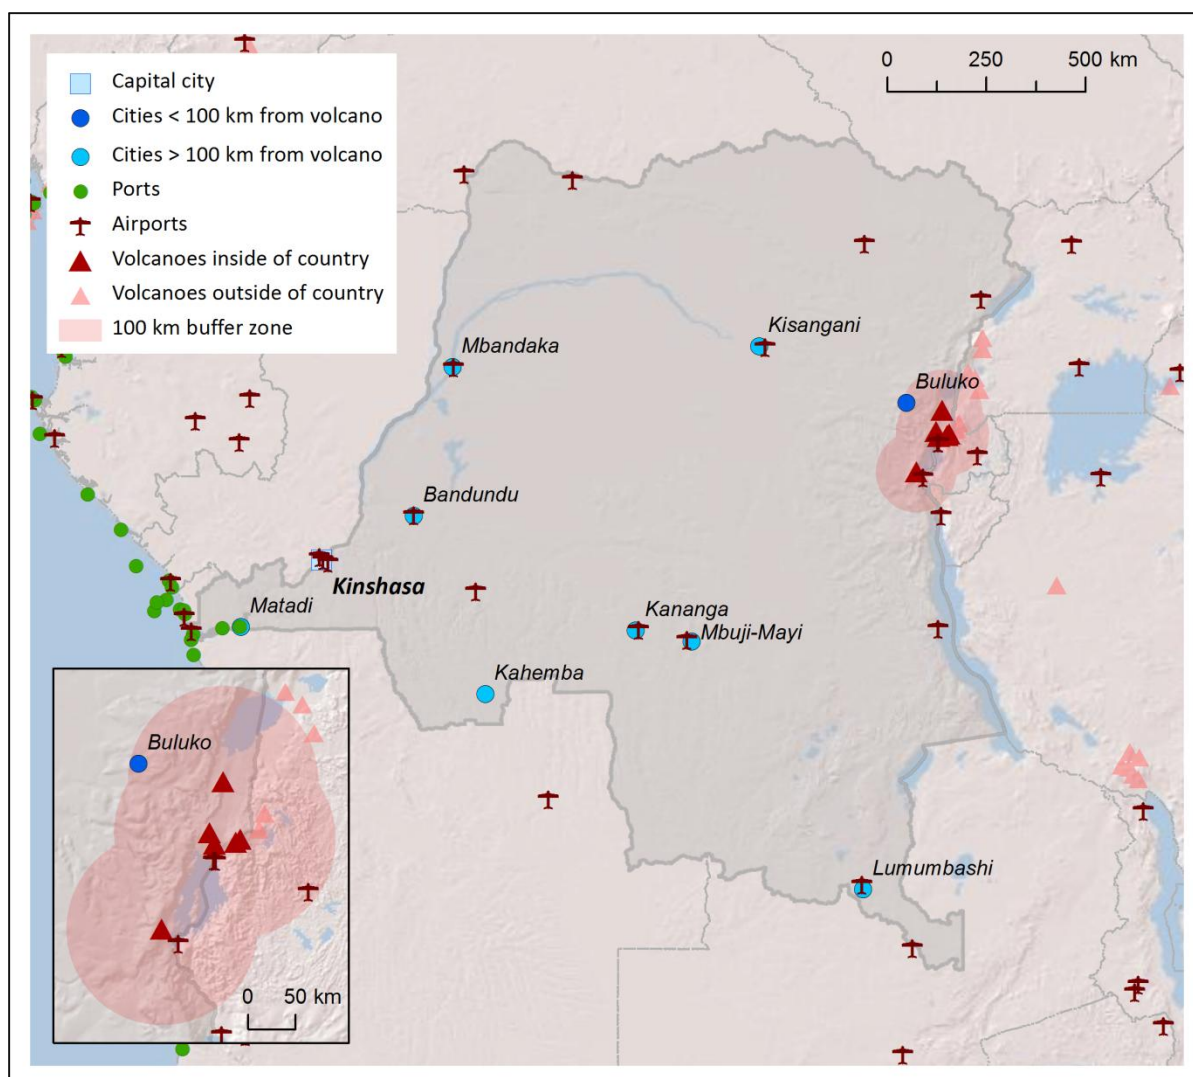 Capital city
Cities < 100 km from volcano
Cities > 100 km from volcano
Ports
Airports
Volcanoes inside of country
Volcanoes outside of country
100 km buffer zone
0 250 500 km
Mbandaka
Kisangani
Buluko
Bandundu
Kinshasa
Matadi
Kananga
Mbuji-Mayi
Kahemba
Lumumbashi
Buluko
0 50 km